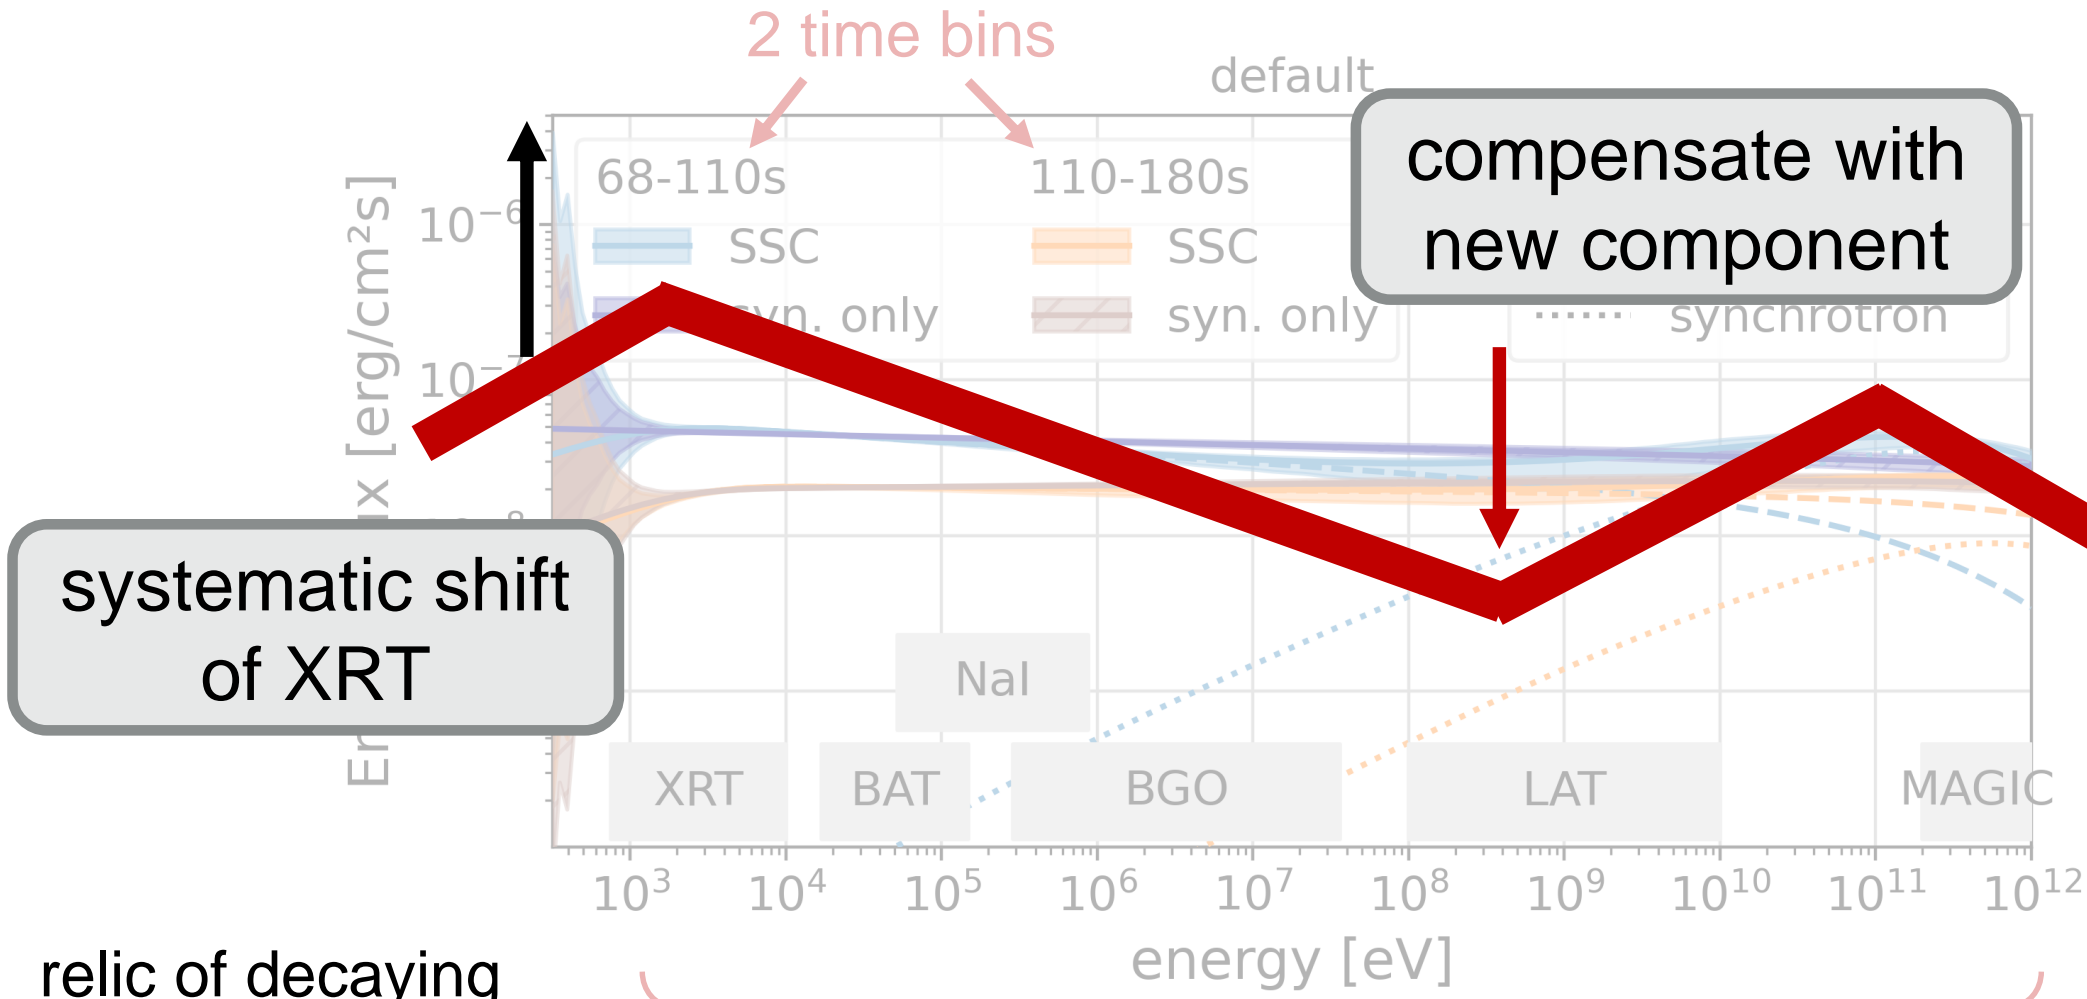 2 time bins
default
68-110s
110-180s
SSC
SSC
syn. only
syn. only
synchrotron
compensate with
new component
10⁻⁶
systematic shift
of XRT
NaI
XRT
BAT
BGO
LAT
MAGIC
10³ 10⁴ 10⁵ 10⁶ 10⁷ 10⁸ 10⁹ 10¹⁰ 10¹¹ 10¹²
energy [eV]
[erg/cm²s]
relic of decaying